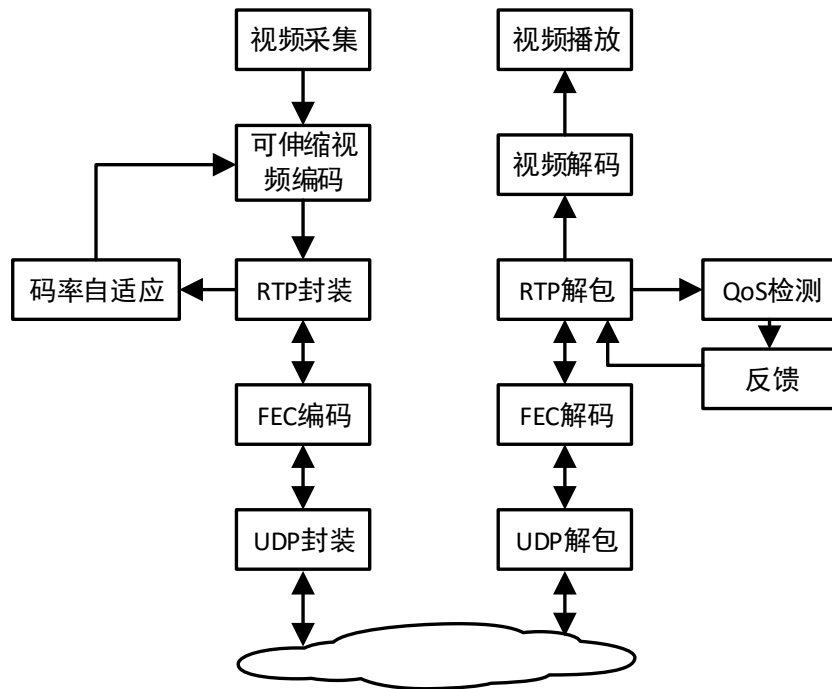 视频采集
视频播放
可伸缩视
频编码
视频解码
码率自适应
RTP封装
RTP解包
QoS检测
反馈
FEC编码
FEC解码
UDP封装
UDP解包